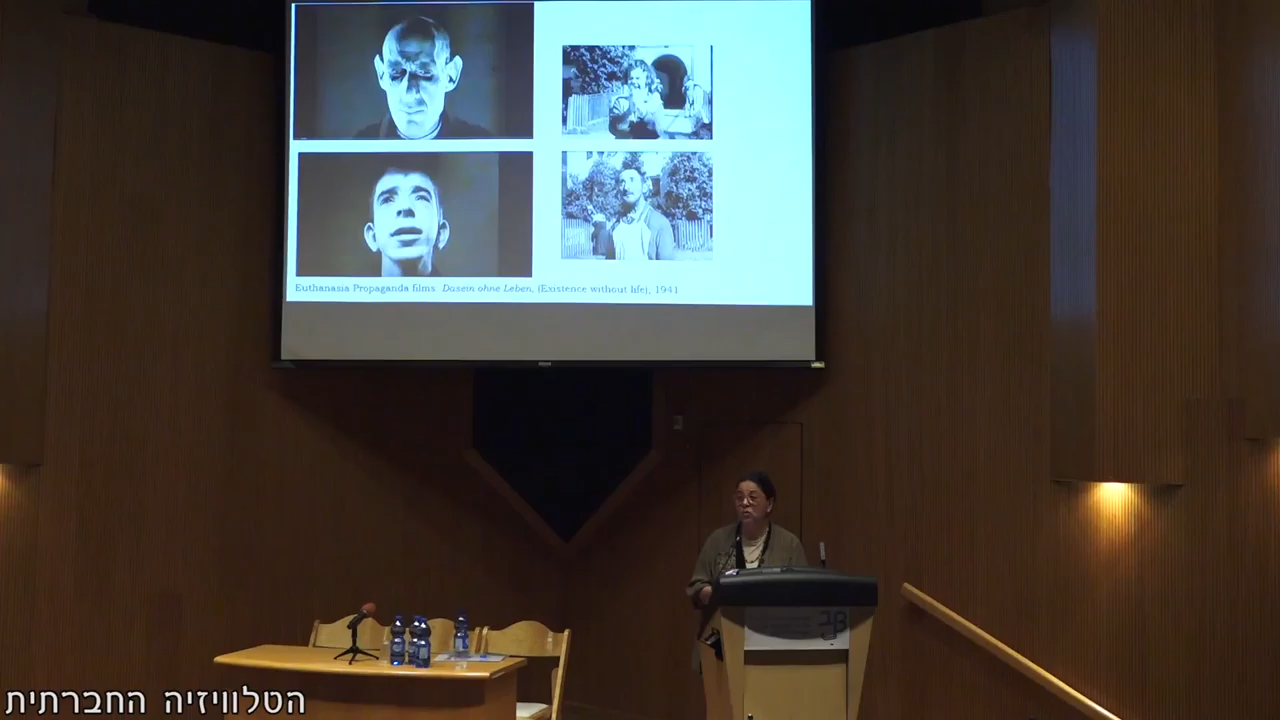 Euthanasia Propaganda films. Dasein ohne Leben, (Existence without life), 1941
הטלוויזיה החברתית